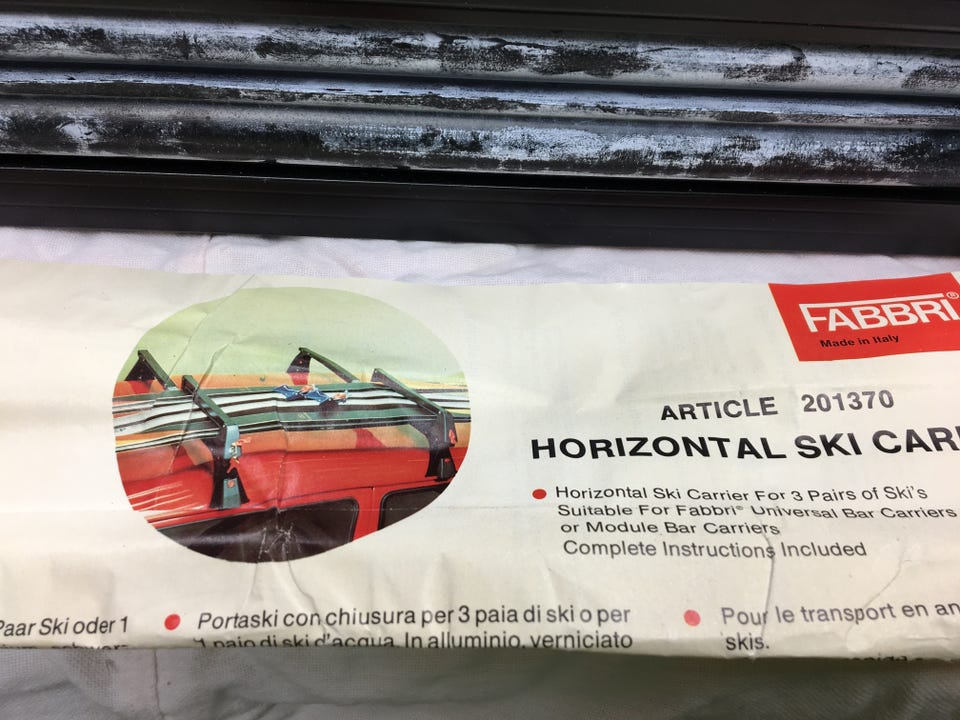 FABBRI®
Made in Italy
ARTICLE 201370
HORIZONTAL SKI
Horizontal Ski Carrier For 3 Pairs of Ski's
Suitable For Fabbri® Universal Bar Carriers
or Module Bar Carriers
Complete Instructions Included
Paar Ski oder 1
Portaski con chiusura per 3 paia di ski o per
1 paio di ski d'acqua. In alluminio, verniciato
Pour le transport en
skis.